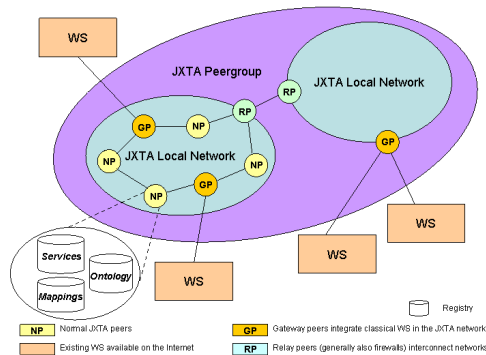 WS
JXTA Peergroup
JXTA Local Network
RP
RP
GP
NP
GP
NP
JXTA Local Network
NP
GP
NP
WS
WS
WS
Services
Ontology
Mappings
Registry
NP Normal JXTA peers
GP Gateway peers integrate classical WS in the JXTA network
Existing WS available on the Internet
RP Relay peers (generally also firewalls) interconnect networks